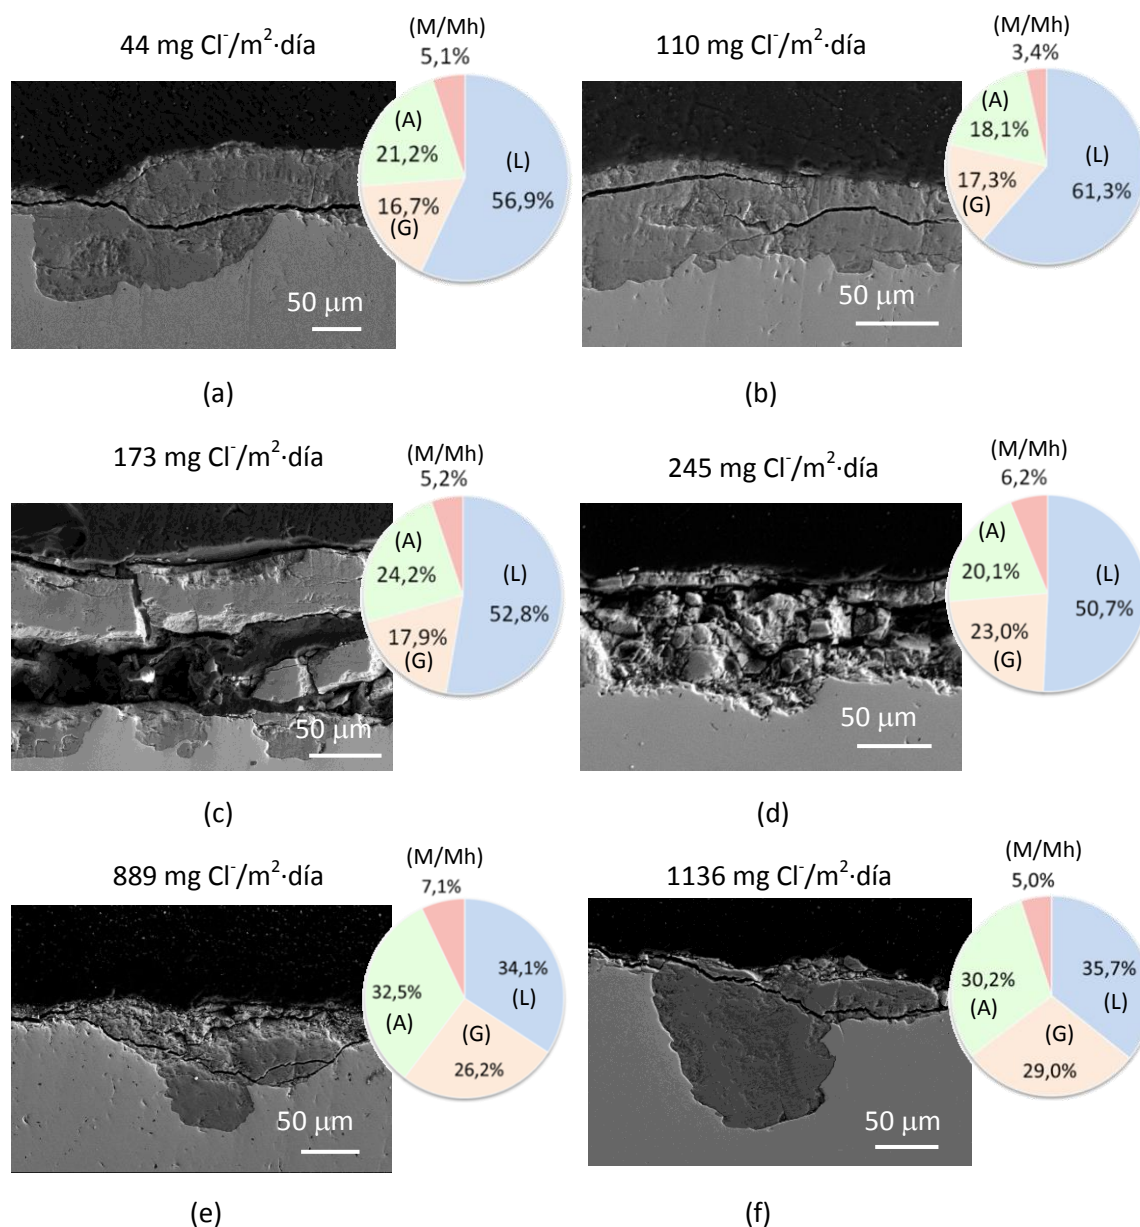 44 mg Cl⁻/m²·día
(M/Mh)
5,1%
(A)
21,2%
(L)
56,9%
16,7%
(G)
50 µm
(a)
110 mg Cl⁻/m²·día
(M/Mh)
3,4%
(A)
18,1%
(L)
61,3%
17,3%
(G)
50 µm
(b)
173 mg Cl⁻/m²·día
(M/Mh)
5,2%
(A)
24,2%
(L)
52,8%
17,9%
(G)
50 µm
(c)
245 mg Cl⁻/m²·día
(M/Mh)
6,2%
(A)
20,1%
(L)
50,7%
23,0%
(G)
50 µm
(d)
889 mg Cl⁻/m²·día
(M/Mh)
7,1%
34,1%
(L)
32,5%
(A)
(G)
26,2%
50 µm
(e)
1136 mg Cl⁻/m²·día
(M/Mh)
5,0%
35,7%
(L)
30,2%
(A)
(G)
29,0%
50 µm
(f)